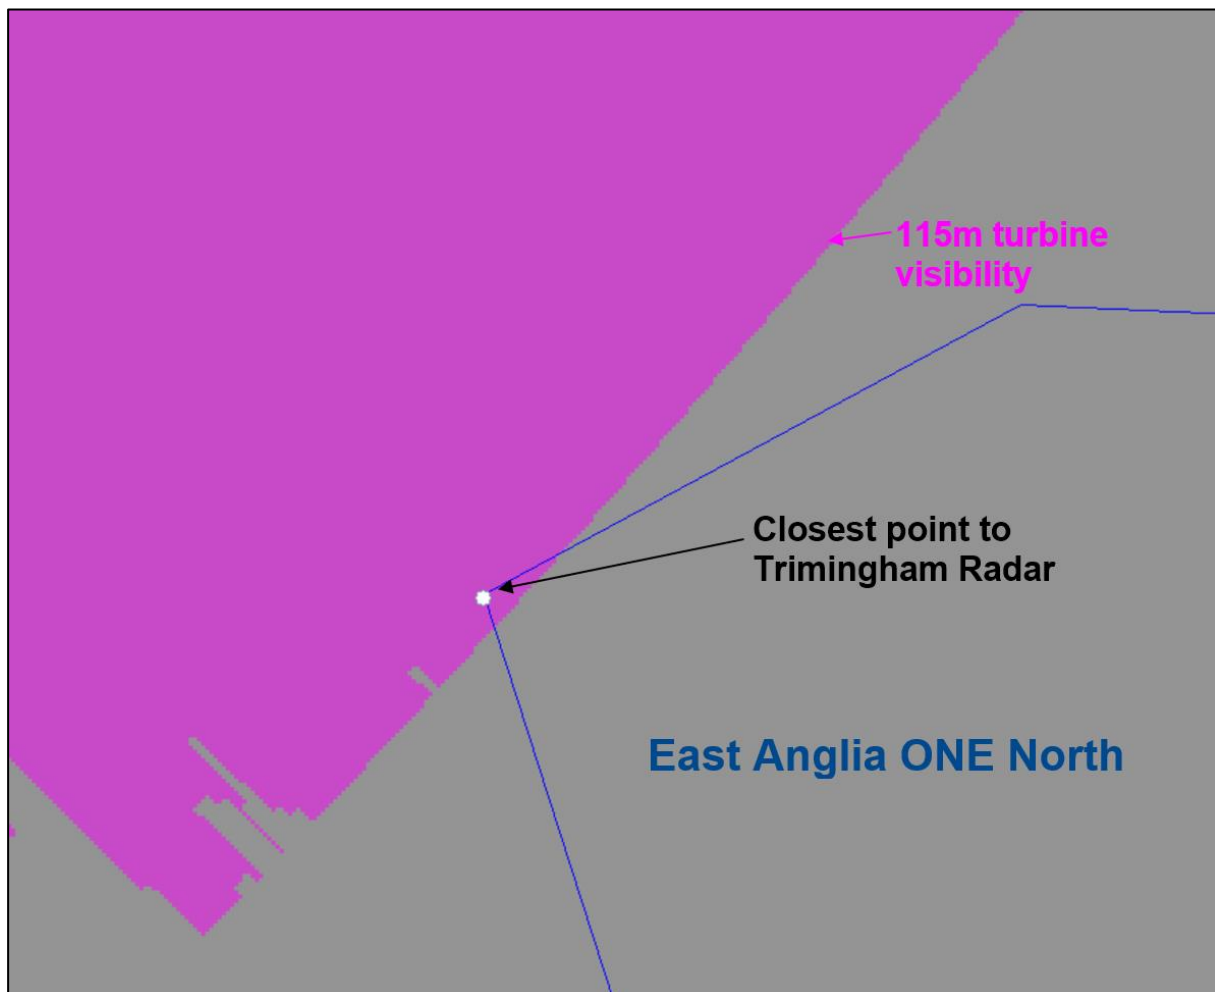 115m turbine
visibility
Closest point to
Trimingham Radar
East Anglia ONE North